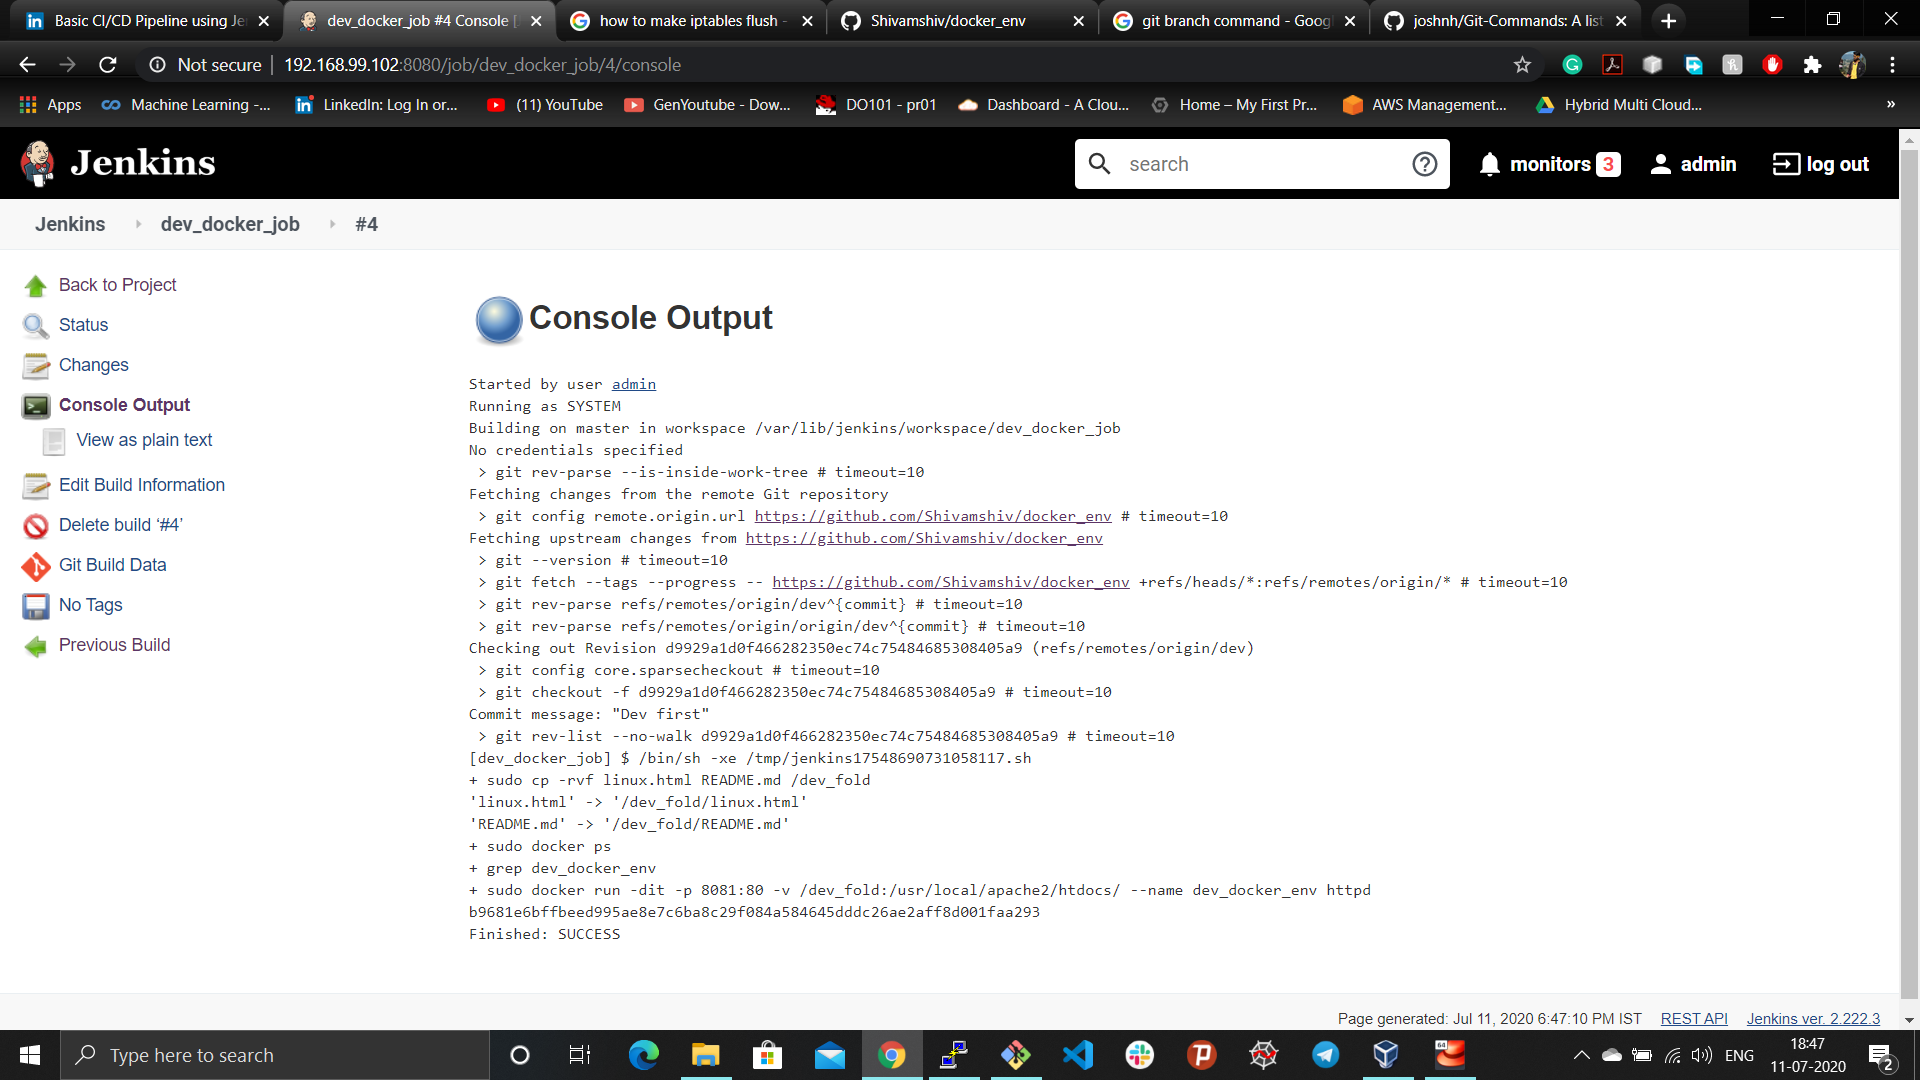 Basic CI/CD Pipeline using Je
dev_docker_job #4 Console [
how to make iptables flush -
Shivamshiv/docker_env
git branch command - Goog
joshnh/Git-Commands: A list
Not secure | 192.168.99.102:8080/job/dev_docker_job/4/console
Apps
Machine Learning -...
LinkedIn: Log In or...
(11) YouTube
GenYoutube - Dow...
DO101 - pr01
Dashboard - A Clou...
Home – My First Pr...
AWS Management...
Hybrid Multi Cloud...
»
Jenkins
search
monitors 3
admin
log out
Jenkins
dev_docker_job
#4
Back to Project
Status
Changes
Console Output
View as plain text
Edit Build Information
Delete build ‘#4’
Git Build Data
No Tags
Previous Build
Console Output
Started by user admin
Running as SYSTEM
Building on master in workspace /var/lib/jenkins/workspace/dev_docker_job
No credentials specified
> git rev-parse --is-inside-work-tree # timeout=10
Fetching changes from the remote Git repository
> git config remote.origin.url https://github.com/Shivamshiv/docker_env # timeout=10
Fetching upstream changes from https://github.com/Shivamshiv/docker_env
> git --version # timeout=10
> git fetch --tags --progress -- https://github.com/Shivamshiv/docker_env +refs/heads/*:refs/remotes/origin/* # timeout=10
> git rev-parse refs/remotes/origin/dev^{commit} # timeout=10
> git rev-parse refs/remotes/origin/origin/dev^{commit} # timeout=10
Checking out Revision d9929a1d0f466282350ec74c75484685308405a9 (refs/remotes/origin/dev)
> git config core.sparsecheckout # timeout=10
> git checkout -f d9929a1d0f466282350ec74c75484685308405a9 # timeout=10
Commit message: "Dev first"
> git rev-list --no-walk d9929a1d0f466282350ec74c75484685308405a9 # timeout=10
[dev_docker_job] $ /bin/sh -xe /tmp/jenkins17548690731058117.sh
+ sudo cp -rvf linux.html README.md /dev_fold
'linux.html' -> '/dev_fold/linux.html'
'README.md' -> '/dev_fold/README.md'
+ sudo docker ps
+ grep dev_docker_env
+ sudo docker run -dit -p 8081:80 -v /dev_fold:/usr/local/apache2/htdocs/ --name dev_docker_env httpd
b9681e6bffbeed995ae8e7c6ba8c29f084a584645dddc26ae2aff8d001faa293
Finished: SUCCESS
Page generated: Jul 11, 2020 6:47:10 PM IST
REST API
Jenkins ver. 2.222.3
Type here to search
64
ENG
18:47
11-07-2020
2